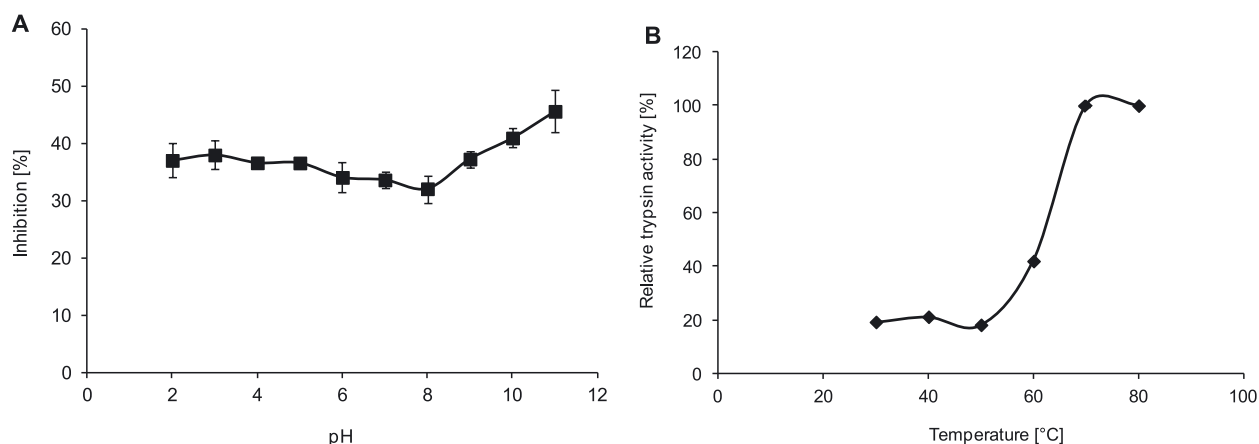 A
60
50
40
30
20
10
0
Inhibition [%]
0 2 4 6 8 10 12
pH
B
120
100
80
60
40
20
0
Relative trypsin activity [%]
0 20 40 60 80 100
Temperature [°C]